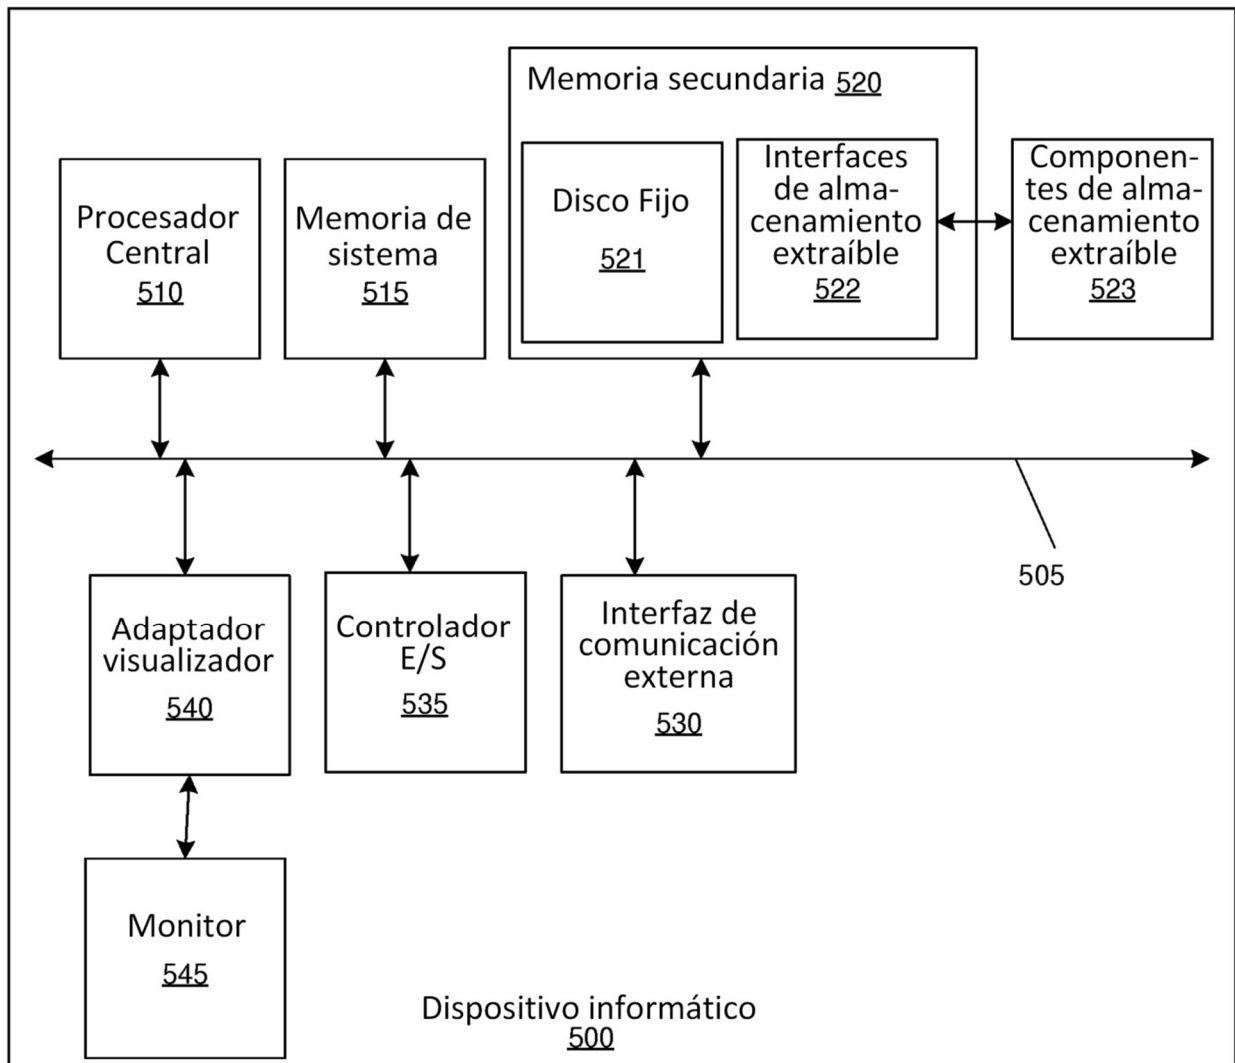 Memoria secundaria 520
Procesador
Central
510
Memoria de
sistema
515
Disco Fijo
521
Interfaces
de alma-
cenamiento
extraíble
522
Componen-
tes de alma-
cenamiento
extraíble
523
505
Adaptador
visualizador
540
Controlador
E/S
535
Interfaz de
comunicación
externa
530
Monitor
545
Dispositivo informático
500